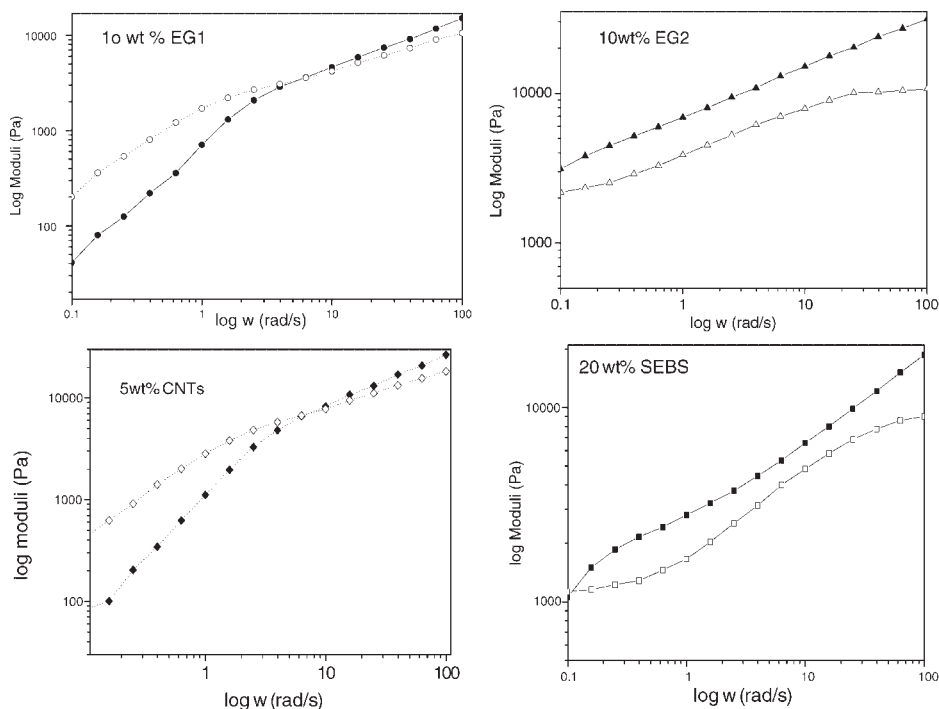 10000
1000
100
Log Moduli (Pa)
1o wt % EG1
0.1
1
10
100
log w (rad/s)
10000
1000
Log Moduli (Pa)
10wt% EG2
0.1
1
10
100
log w (rad/s)
10000
1000
100
log moduli (Pa)
5wt% CNTs
1
10
100
log w (rad/s)
10000
1000
log Moduli (Pa)
20 wt% SEBS
0.1
1
10
100
log w (rad/s)